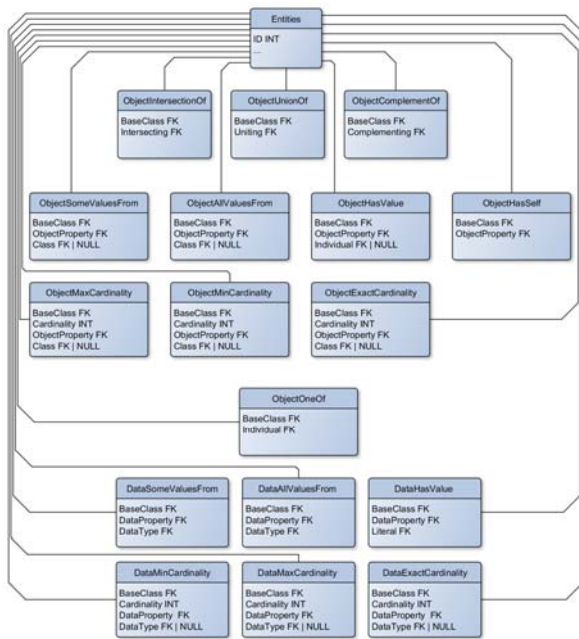 Entities
ID INT
...
ObjectIntersectionOf
BaseClass FK
Intersecting FK
ObjectUnionOf
BaseClass FK
Uniting FK
ObjectComplementOf
BaseClass FK
Complementing FK
ObjectSomeValuesFrom
BaseClass FK
ObjectProperty FK
Class FK | NULL
ObjectAllValuesFrom
BaseClass FK
ObjectProperty FK
Class FK | NULL
ObjectHasValue
BaseClass FK
ObjectProperty FK
Individual FK | NULL
ObjectHasSelf
BaseClass FK
ObjectProperty FK
ObjectMaxCardinality
BaseClass FK
Cardinality INT
ObjectProperty FK
Class FK | NULL
ObjectMinCardinality
BaseClass FK
Cardinality INT
ObjectProperty FK
Class FK | NULL
ObjectExactCardinality
BaseClass FK
Cardinality INT
ObjectProperty FK
Class FK | NULL
ObjectOneOf
BaseClass FK
Individual FK
DataSomeValuesFrom
BaseClass FK
DataProperty FK
DataType FK
DataAllValuesFrom
BaseClass FK
DataProperty FK
DataType FK
DataHasValue
BaseClass FK
DataProperty FK
Literal FK
DataMinCardinality
BaseClass FK
Cardinality INT
DataProperty FK
DataType FK | NULL
DataMaxCardinality
BaseClass FK
Cardinality INT
DataProperty FK
DataType FK | NULL
DataExactCardinality
BaseClass FK
Cardinality INT
DataProperty FK
DataType FK | NULL